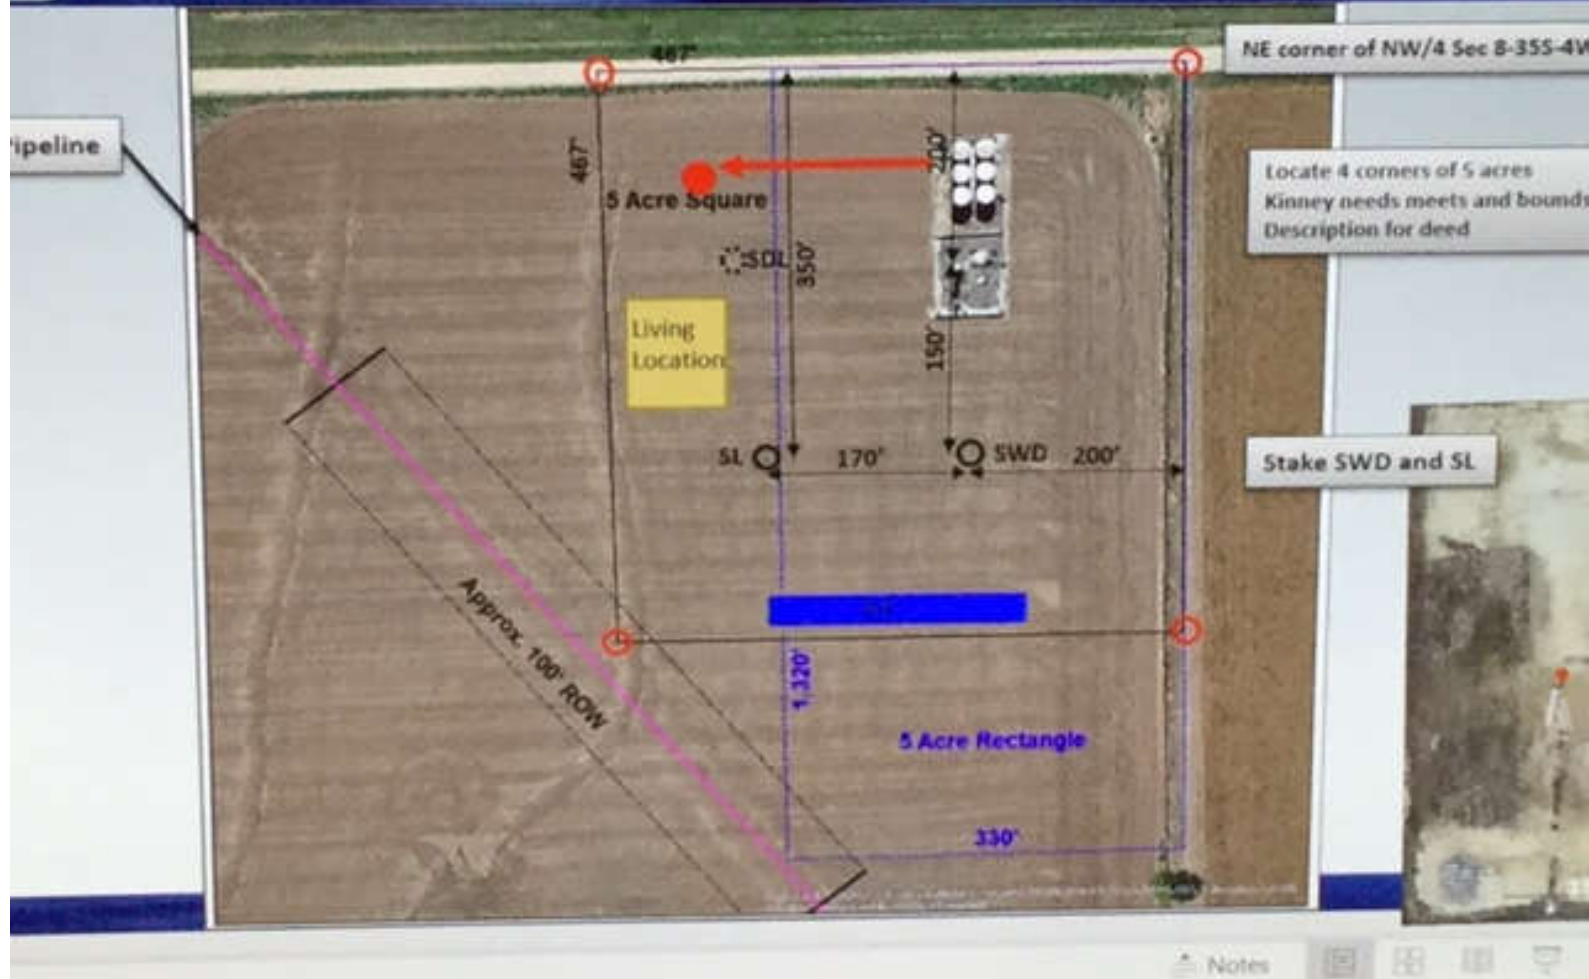 467'
NE corner of NW/4 Sec 8-35S-4W
ipeline
467'
200'
Locate 4 corners of 5 acres
Kinney needs meets and bounds
Description for deed
5 Acre Square
SDL
350'
Living
Location
150'
SL
170'
SWD
200'
Stake SWD and SL
Approx. 100' ROW
1,320'
5 Acre Rectangle
330'
Notes